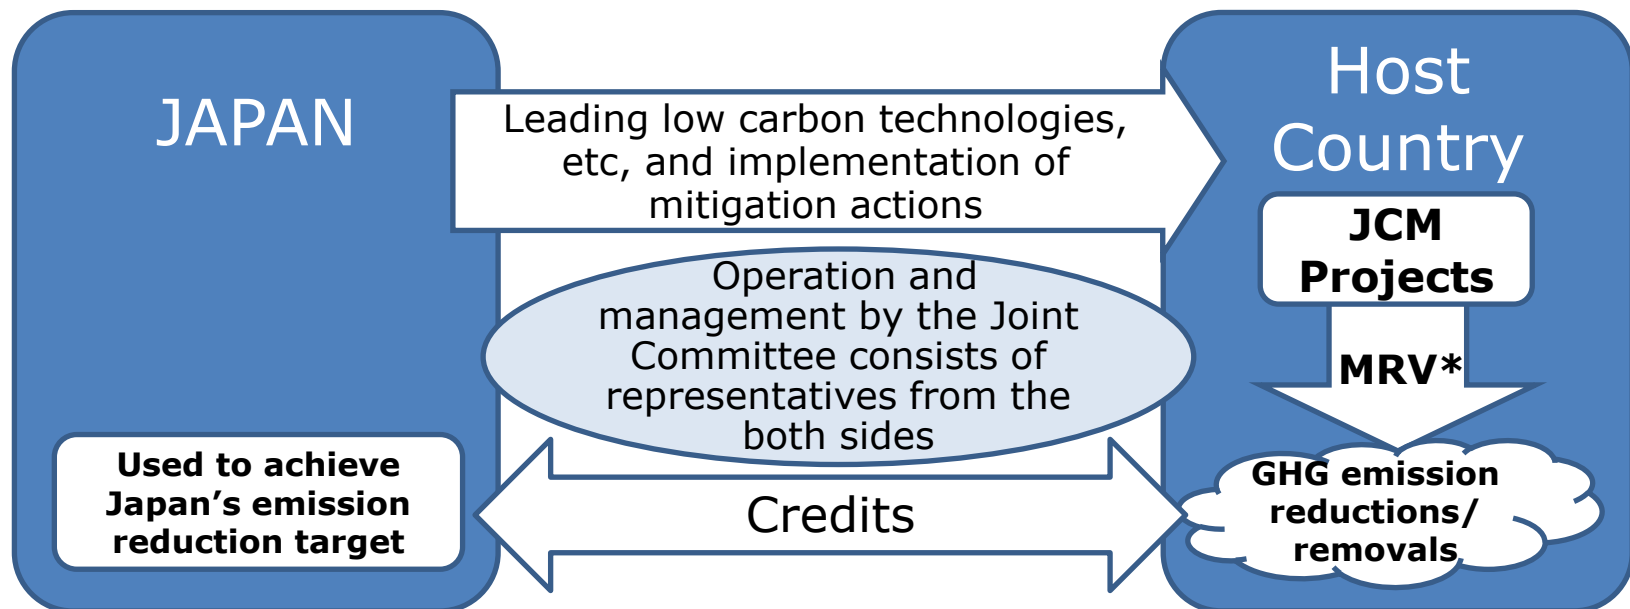 JAPAN
Leading low carbon technologies,
etc, and implementation of
mitigation actions
Host
Country
JCM
Projects
MRV*
Operation and
management by the Joint
Committee consists of
representatives from the
both sides
Used to achieve
Japan’s emission
reduction target
Credits
GHG emission
reductions/
removals